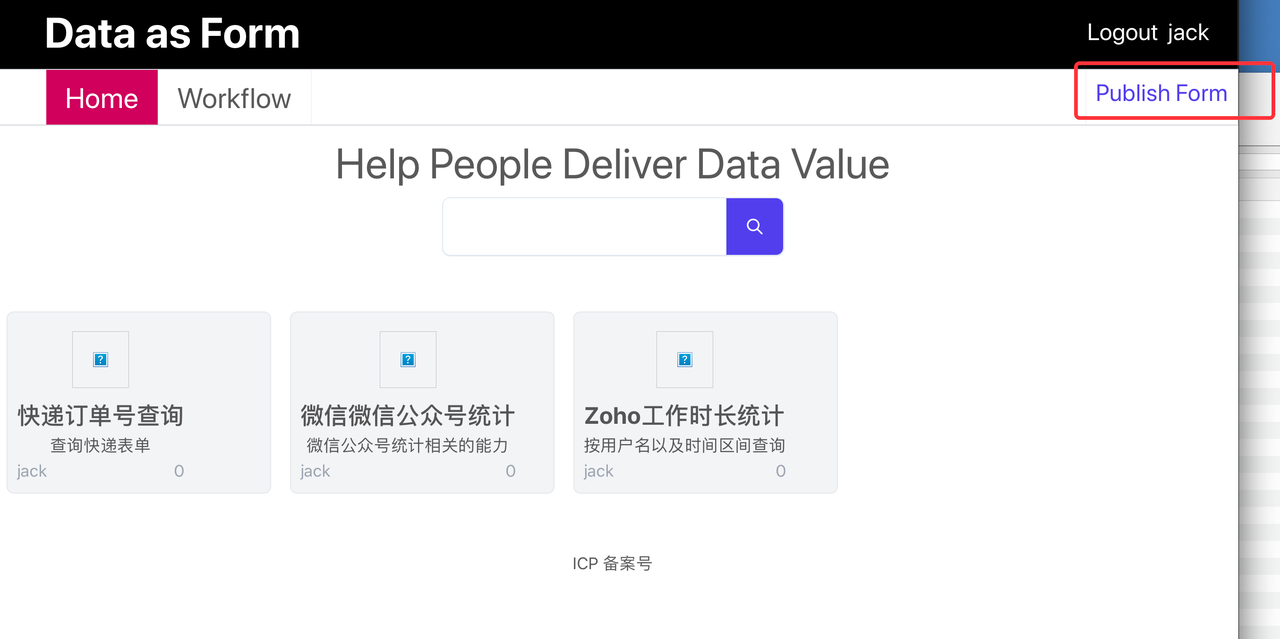 Data as Form
Logout jack
Home Workflow
Publish Form
Help People Deliver Data Value
快递订单号查询
查询快递表单
jack 0
微信微信公众号统计
微信公众号统计相关的能力
jack 0
Zoho工作时长统计
按用户名以及时间区间查询
jack 0
ICP 备案号